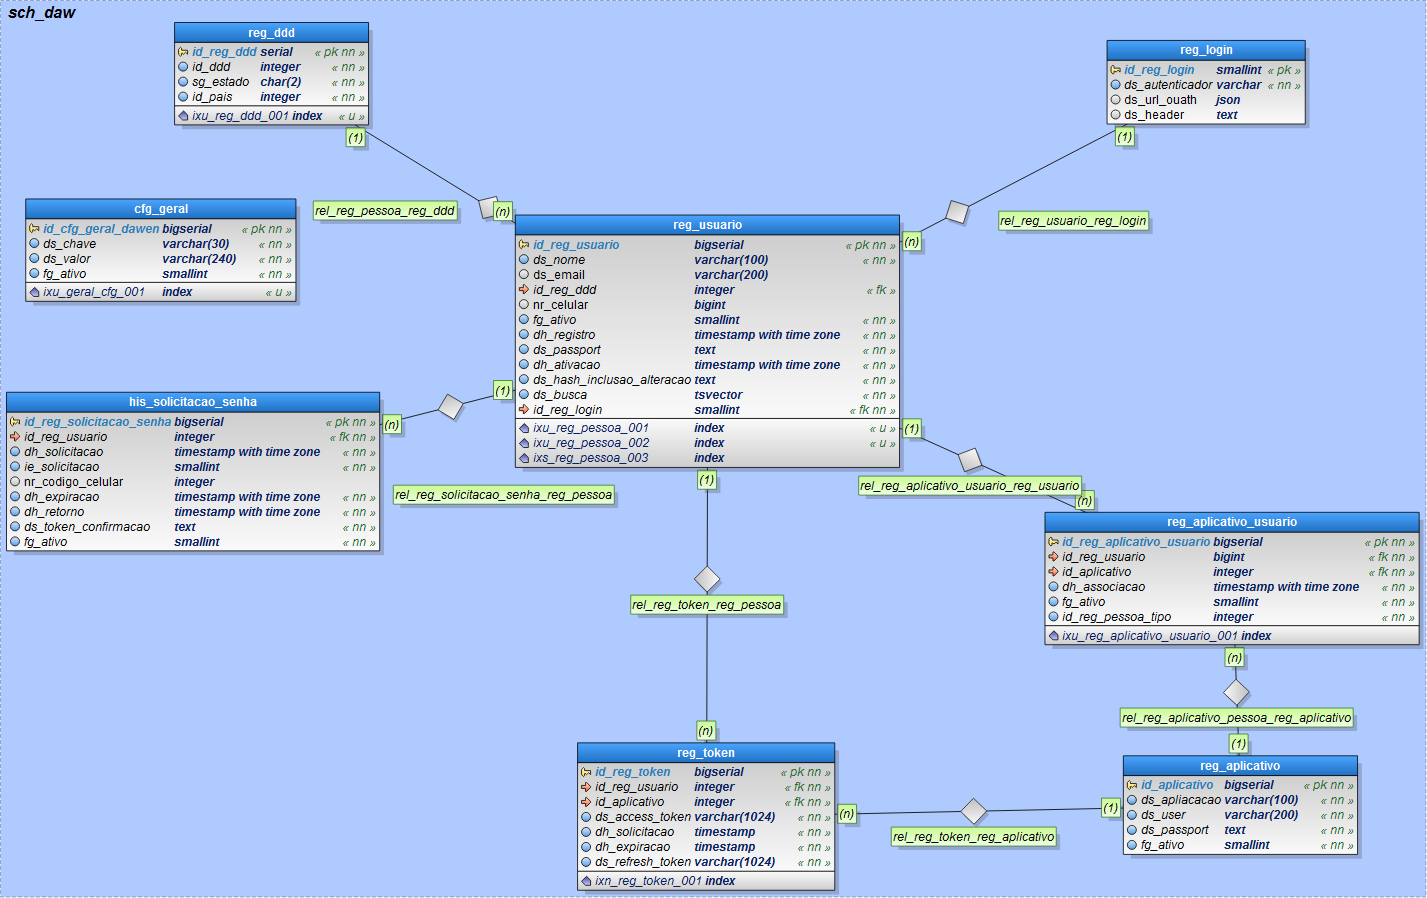 sch_daw
reg_ddd
id_reg_ddd serial « pk nn »
id_ddd integer « nn »
sg_estado char(2) « nn »
id_pais integer « nn »
ixu_reg_ddd_001 index « u »
(1)
reg_login
id_reg_login smallint « pk »
ds_autenticador varchar « nn »
ds_url_ouath json
ds_header text
(1)
cfg_geral
id_cfg_geral_dawen bigserial « pk nn »
ds_chave varchar(30) « nn »
ds_valor varchar(240) « nn »
fg_ativo smallint « nn »
ixu_geral_cfg_001 index « u »
rel_reg_pessoa_reg_ddd
(n)
rel_reg_usuario_reg_login
(n)
reg_usuario
id_reg_usuario bigserial « pk nn »
ds_nome varchar(100) « nn »
ds_email varchar(200)
id_reg_ddd integer « fk »
nr_celular bigint
fg_ativo smallint « nn »
dh_registro timestamp with time zone « nn »
ds_passport text « nn »
dh_ativacao timestamp with time zone « nn »
ds_hash_inclusao_alteracao text « nn »
ds_busca tsvector « nn »
id_reg_login smallint « fk nn »
ixu_reg_pessoa_001 index « u »
ixu_reg_pessoa_002 index « u »
ixs_reg_pessoa_003 index
(1)
(n)
his_solicitacao_senha
id_reg_solicitacao_senha bigserial « pk nn »
id_reg_usuario integer « fk nn »
dh_solicitacao timestamp with time zone « nn »
ie_solicitacao smallint « nn »
nr_codigo_celular integer
dh_expiracao timestamp with time zone « nn »
dh_retorno timestamp with time zone « nn »
ds_token_confirmacao text « nn »
fg_ativo smallint « nn »
rel_reg_solicitacao_senha_reg_pessoa
(1)
(1)
rel_reg_aplicativo_usuario_reg_usuario
(n)
reg_aplicativo_usuario
id_reg_aplicativo_usuario bigserial « pk nn »
id_reg_usuario bigint « fk nn »
id_aplicativo integer « fk nn »
dh_associacao timestamp with time zone « nn »
fg_ativo smallint « nn »
id_reg_pessoa_tipo integer « nn »
ixu_reg_aplicativo_usuario_001 index
rel_reg_token_reg_pessoa
(n)
(n)
rel_reg_aplicativo_pessoa_reg_aplicativo
(1)
reg_token
id_reg_token bigserial « pk nn »
id_reg_usuario integer « fk nn »
id_aplicativo integer « fk nn »
ds_access_token varchar(1024) « nn »
dh_solicitacao timestamp « nn »
dh_expiracao timestamp « nn »
ds_refresh_token varchar(1024) « nn »
ixn_reg_token_001 index
(n)
rel_reg_token_reg_aplicativo
(1)
reg_aplicativo
id_aplicativo bigserial « pk nn »
ds_apliacacao varchar(100) « nn »
ds_user varchar(200) « nn »
ds_passport text « nn »
fg_ativo smallint « nn »